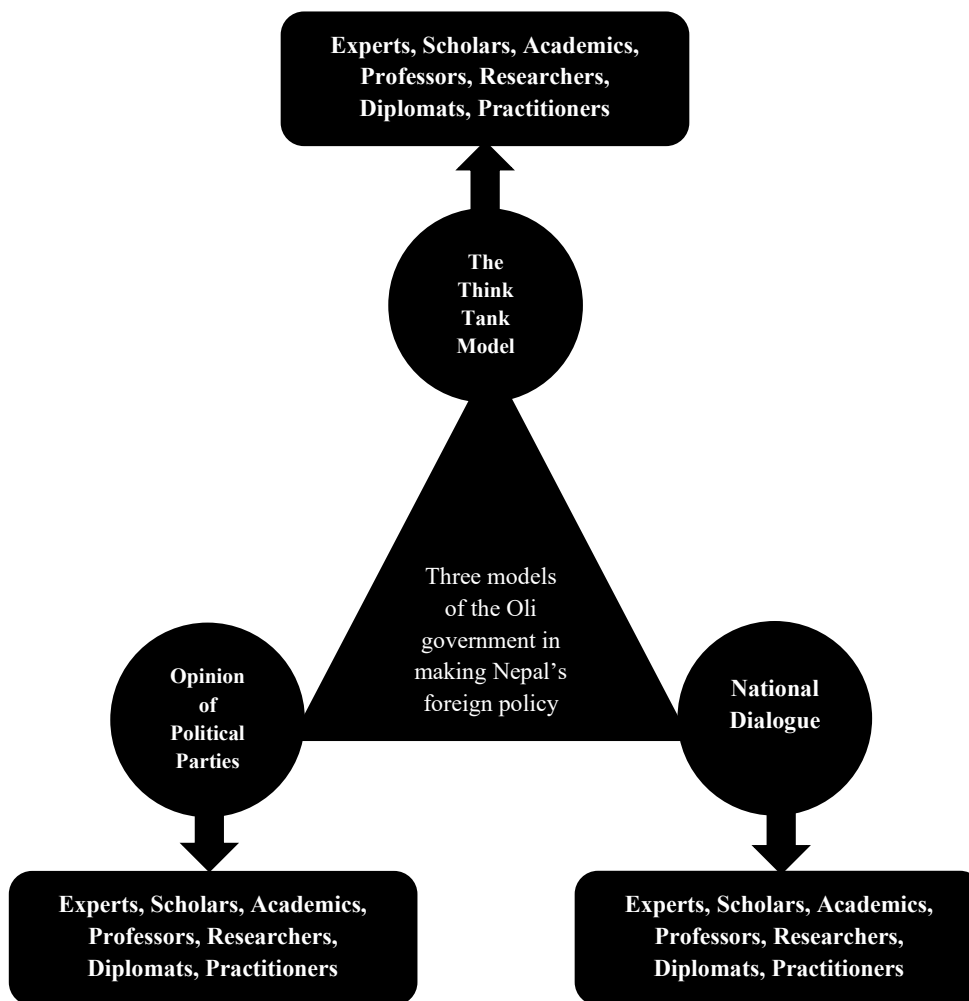 Experts, Scholars, Academics,
Professors, Researchers,
Diplomats, Practitioners
The
Think
Tank
Model
Three models
of the Oli
government in
making Nepal’s
foreign policy
Opinion
of
Political
Parties
National
Dialogue
Experts, Scholars, Academics,
Professors, Researchers,
Diplomats, Practitioners
Experts, Scholars, Academics,
Professors, Researchers,
Diplomats, Practitioners